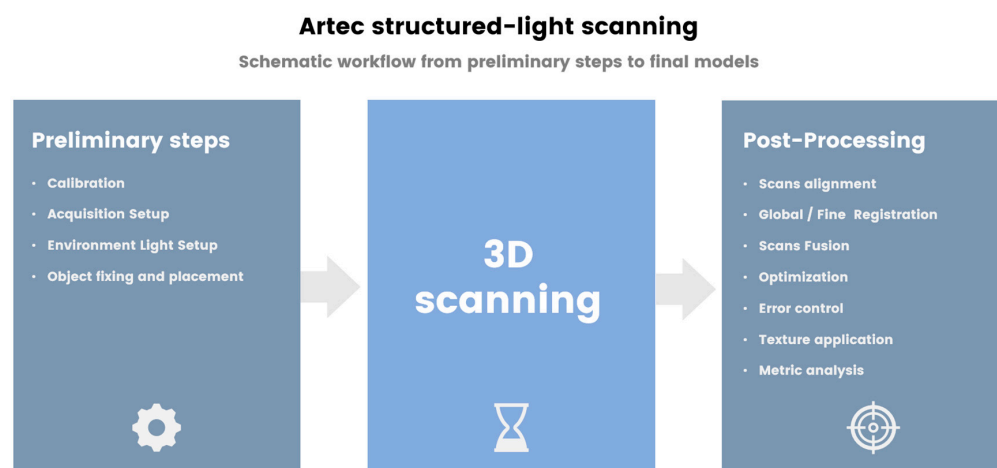 Artec structured-light scanning
Schematic workflow from preliminary steps to final models
Preliminary steps
• Calibration
• Acquisition Setup
• Environment Light Setup
• Object fixing and placement
3D
scanning
Post-Processing
• Scans alignment
• Global / Fine Registration
• Scans Fusion
• Optimization
• Error control
• Texture application
• Metric analysis